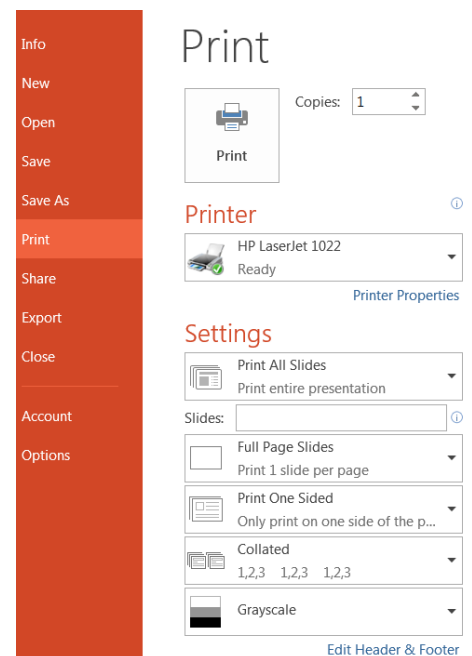 Info
New
Open
Save
Save As
Print
Share
Export
Close
Account
Options
Print
Print
Copies: 1
Printer
HP LaserJet 1022
Ready
Printer Properties
Settings
Print All Slides
Print entire presentation
Slides:
Full Page Slides
Print 1 slide per page
Print One Sided
Only print on one side of the p...
Collated
1,2,3 1,2,3 1,2,3
Grayscale
Edit Header & Footer